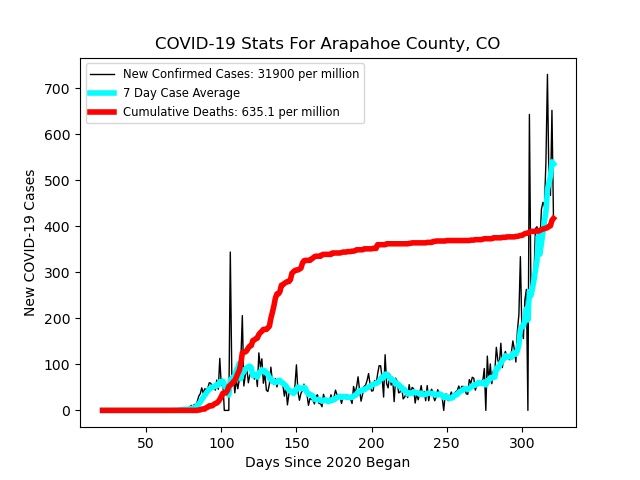 COVID-19 Stats For Arapahoe County, CO
New Confirmed Cases: 31900 per million
7 Day Case Average
Cumulative Deaths: 635.1 per million
New COVID-19 Cases
700
600
500
400
300
200
100
0
50
100
150
200
250
300
Days Since 2020 Began